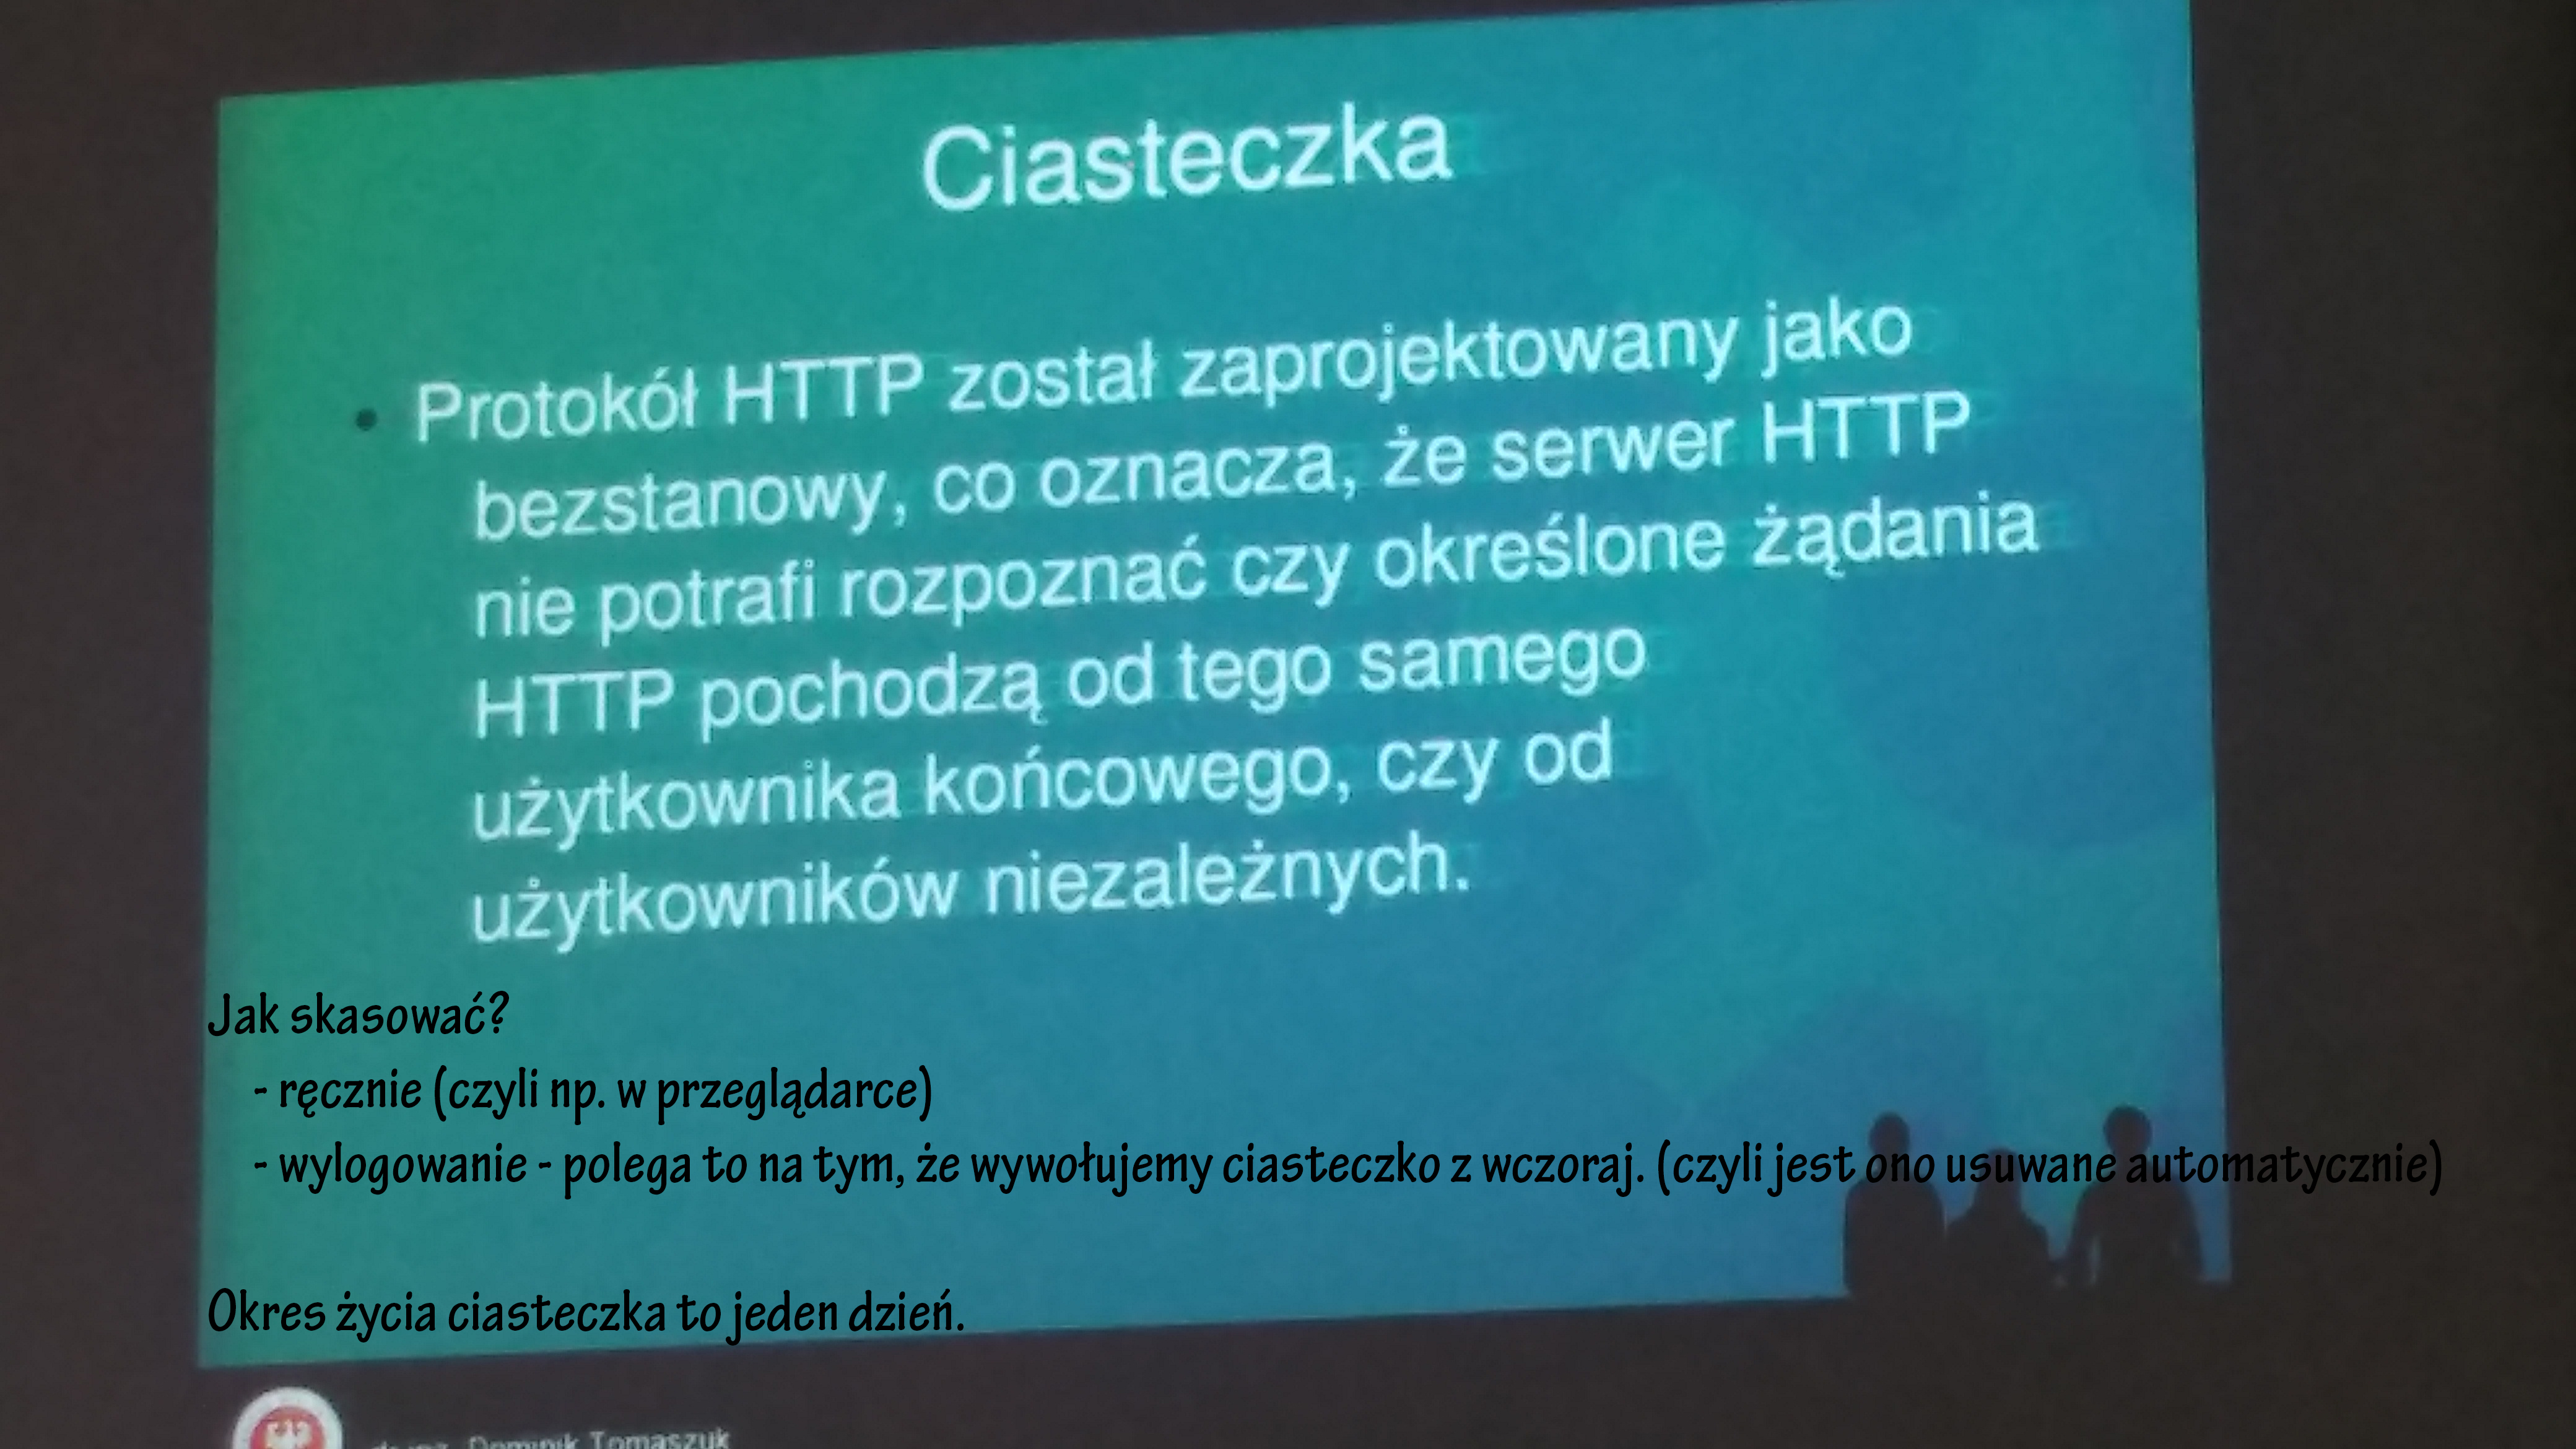 Ciasteczka
• Protokół HTTP został zaprojektowany jako
bezstanowy, co oznacza, że serwer HTTP
nie potrafi rozpoznać czy określone żądania
HTTP pochodzą od tego samego
użytkownika końcowego, czy od
użytkowników niezależnych.
Jak skasować?
- ręcznie (czyli np. w przeglądarce)
- wylogowanie - polega to na tym, że wywołujemy ciasteczko z wczoraj. (czyli jest ono usuwane automatycznie)
Okres życia ciasteczka to jeden dzień.
Dominik Tomaszuk